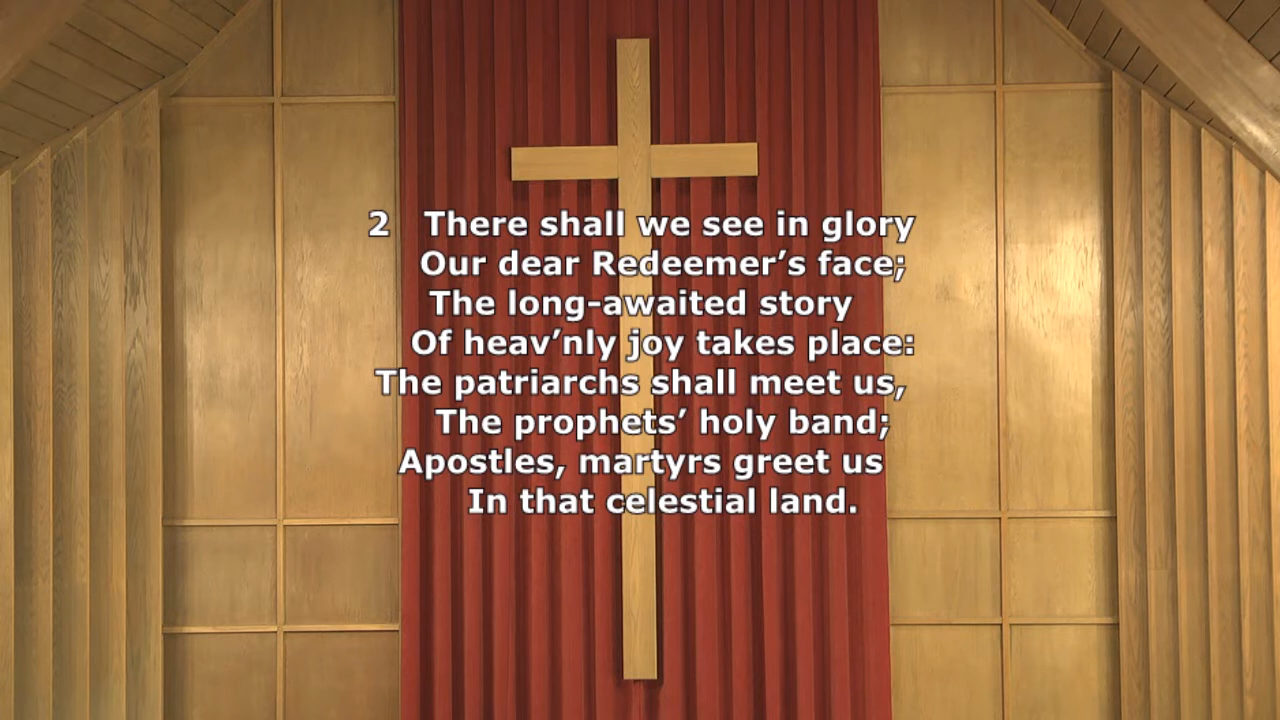 2 There shall we see in glory
Our dear Redeemer’s face;
The long-awaited story
Of heav’nly joy takes place:
The patriarchs shall meet us,
The prophets’ holy band;
Apostles, martyrs greet us
In that celestial land.